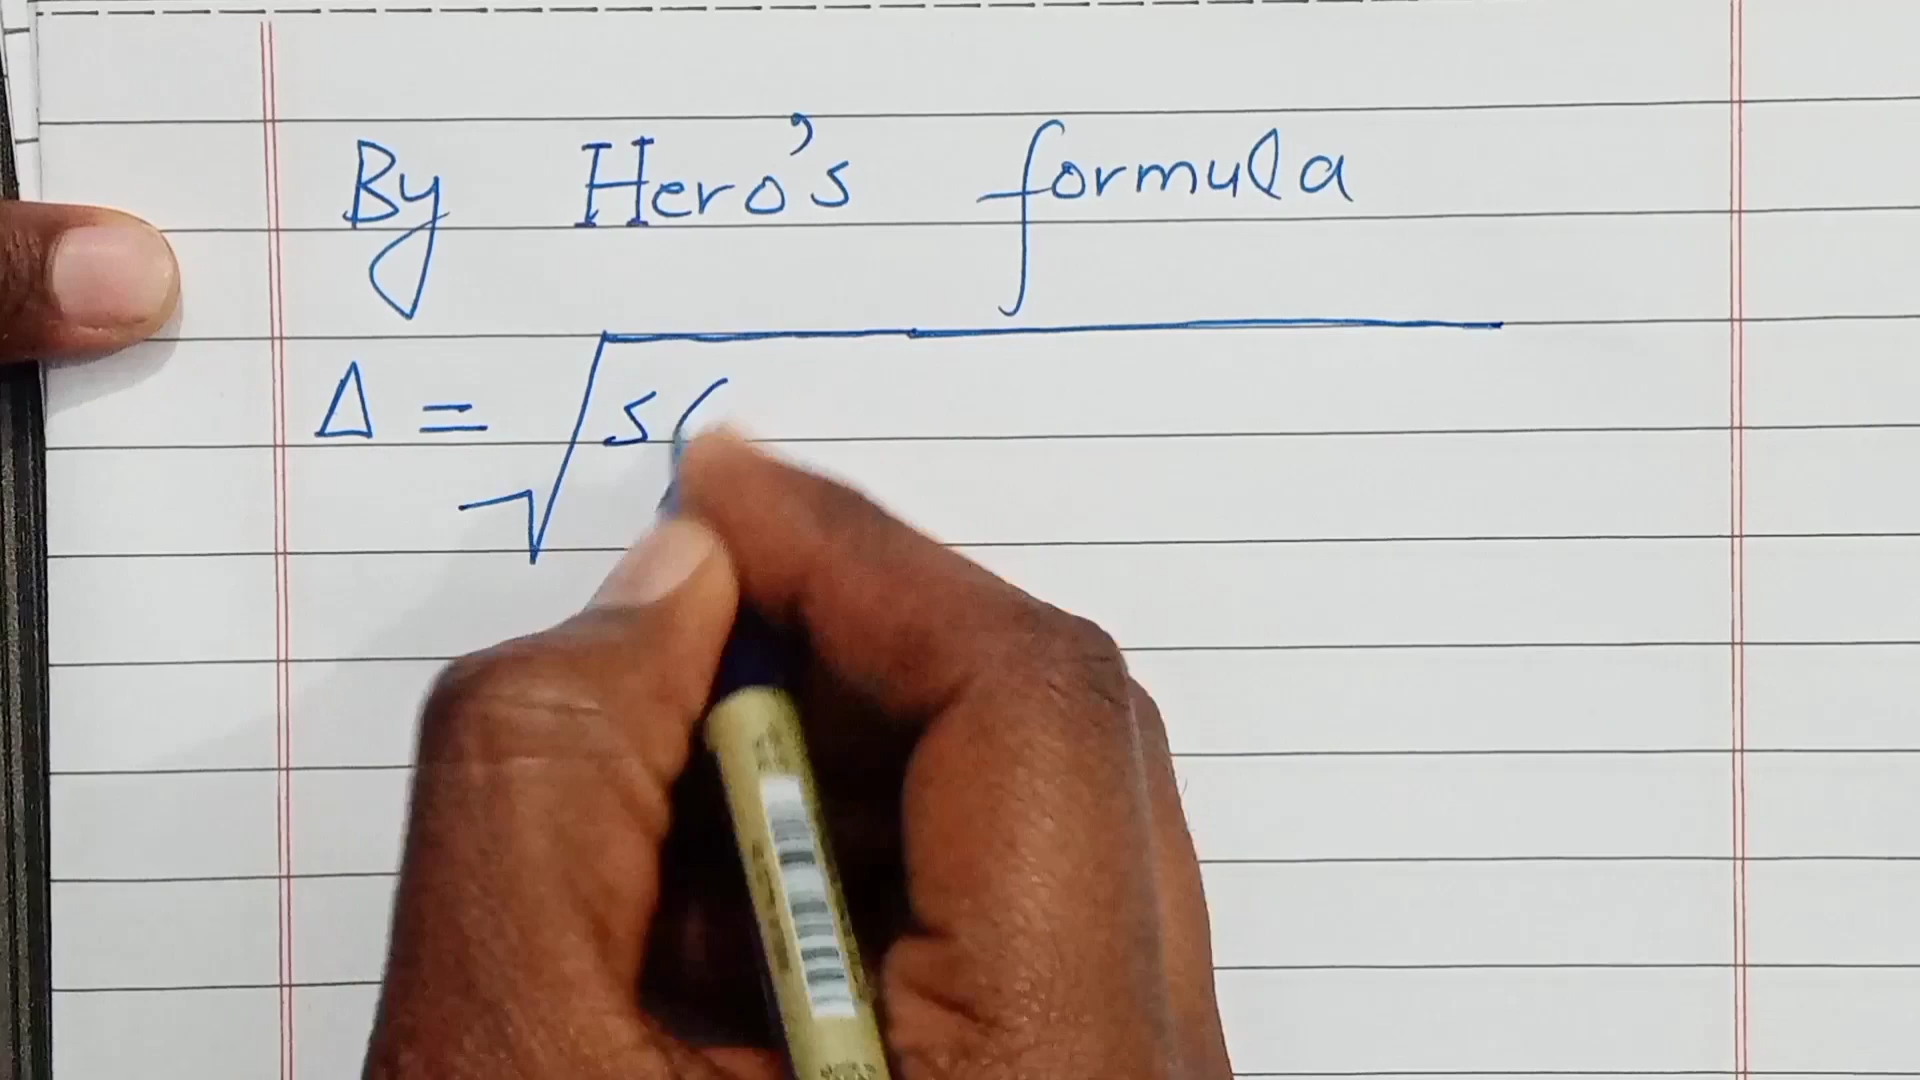 By Hero's formula
Δ = √s(